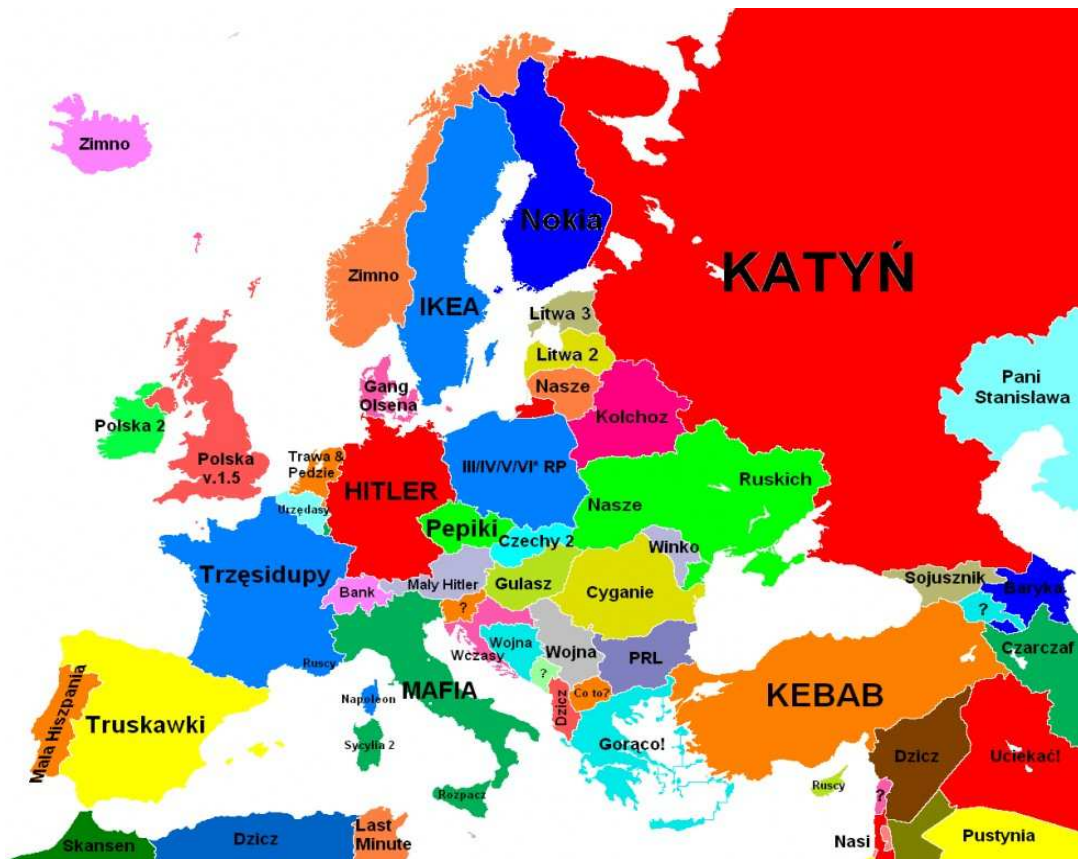 Zimno
Nokia
KATYŃ
Zimno
IKEA
Litwa 3
Litwa 2
Nasze
Gang
Olsena
Kolchoz
Pani
Stanislawa
Polska 2
Polska
v.1.5
Trawa &
Pedzie
HITLER
III/IV/V/VI* RP
Urzędasy
Nasze
Ruskich
Pepiki
Czechy 2
Winko
Trzęsidupy
Bank
Mały Hitler
Gulasz
Cyganie
Sojusznik
Baryka
?
?
Wojna
Wojna
Wczasy
PRL
Czarczaf
Ruscy
Mała Hiszpania
Truskawki
Napoleon
MAFIA
?
Dzicz
Co to?
KEBAB
Sycylia 2
Gorąco!
Dzicz
Uciekać!
Rozpacz
Ruscy
?
Skansen
Dzicz
Last
Minute
Nasi
Pustynia